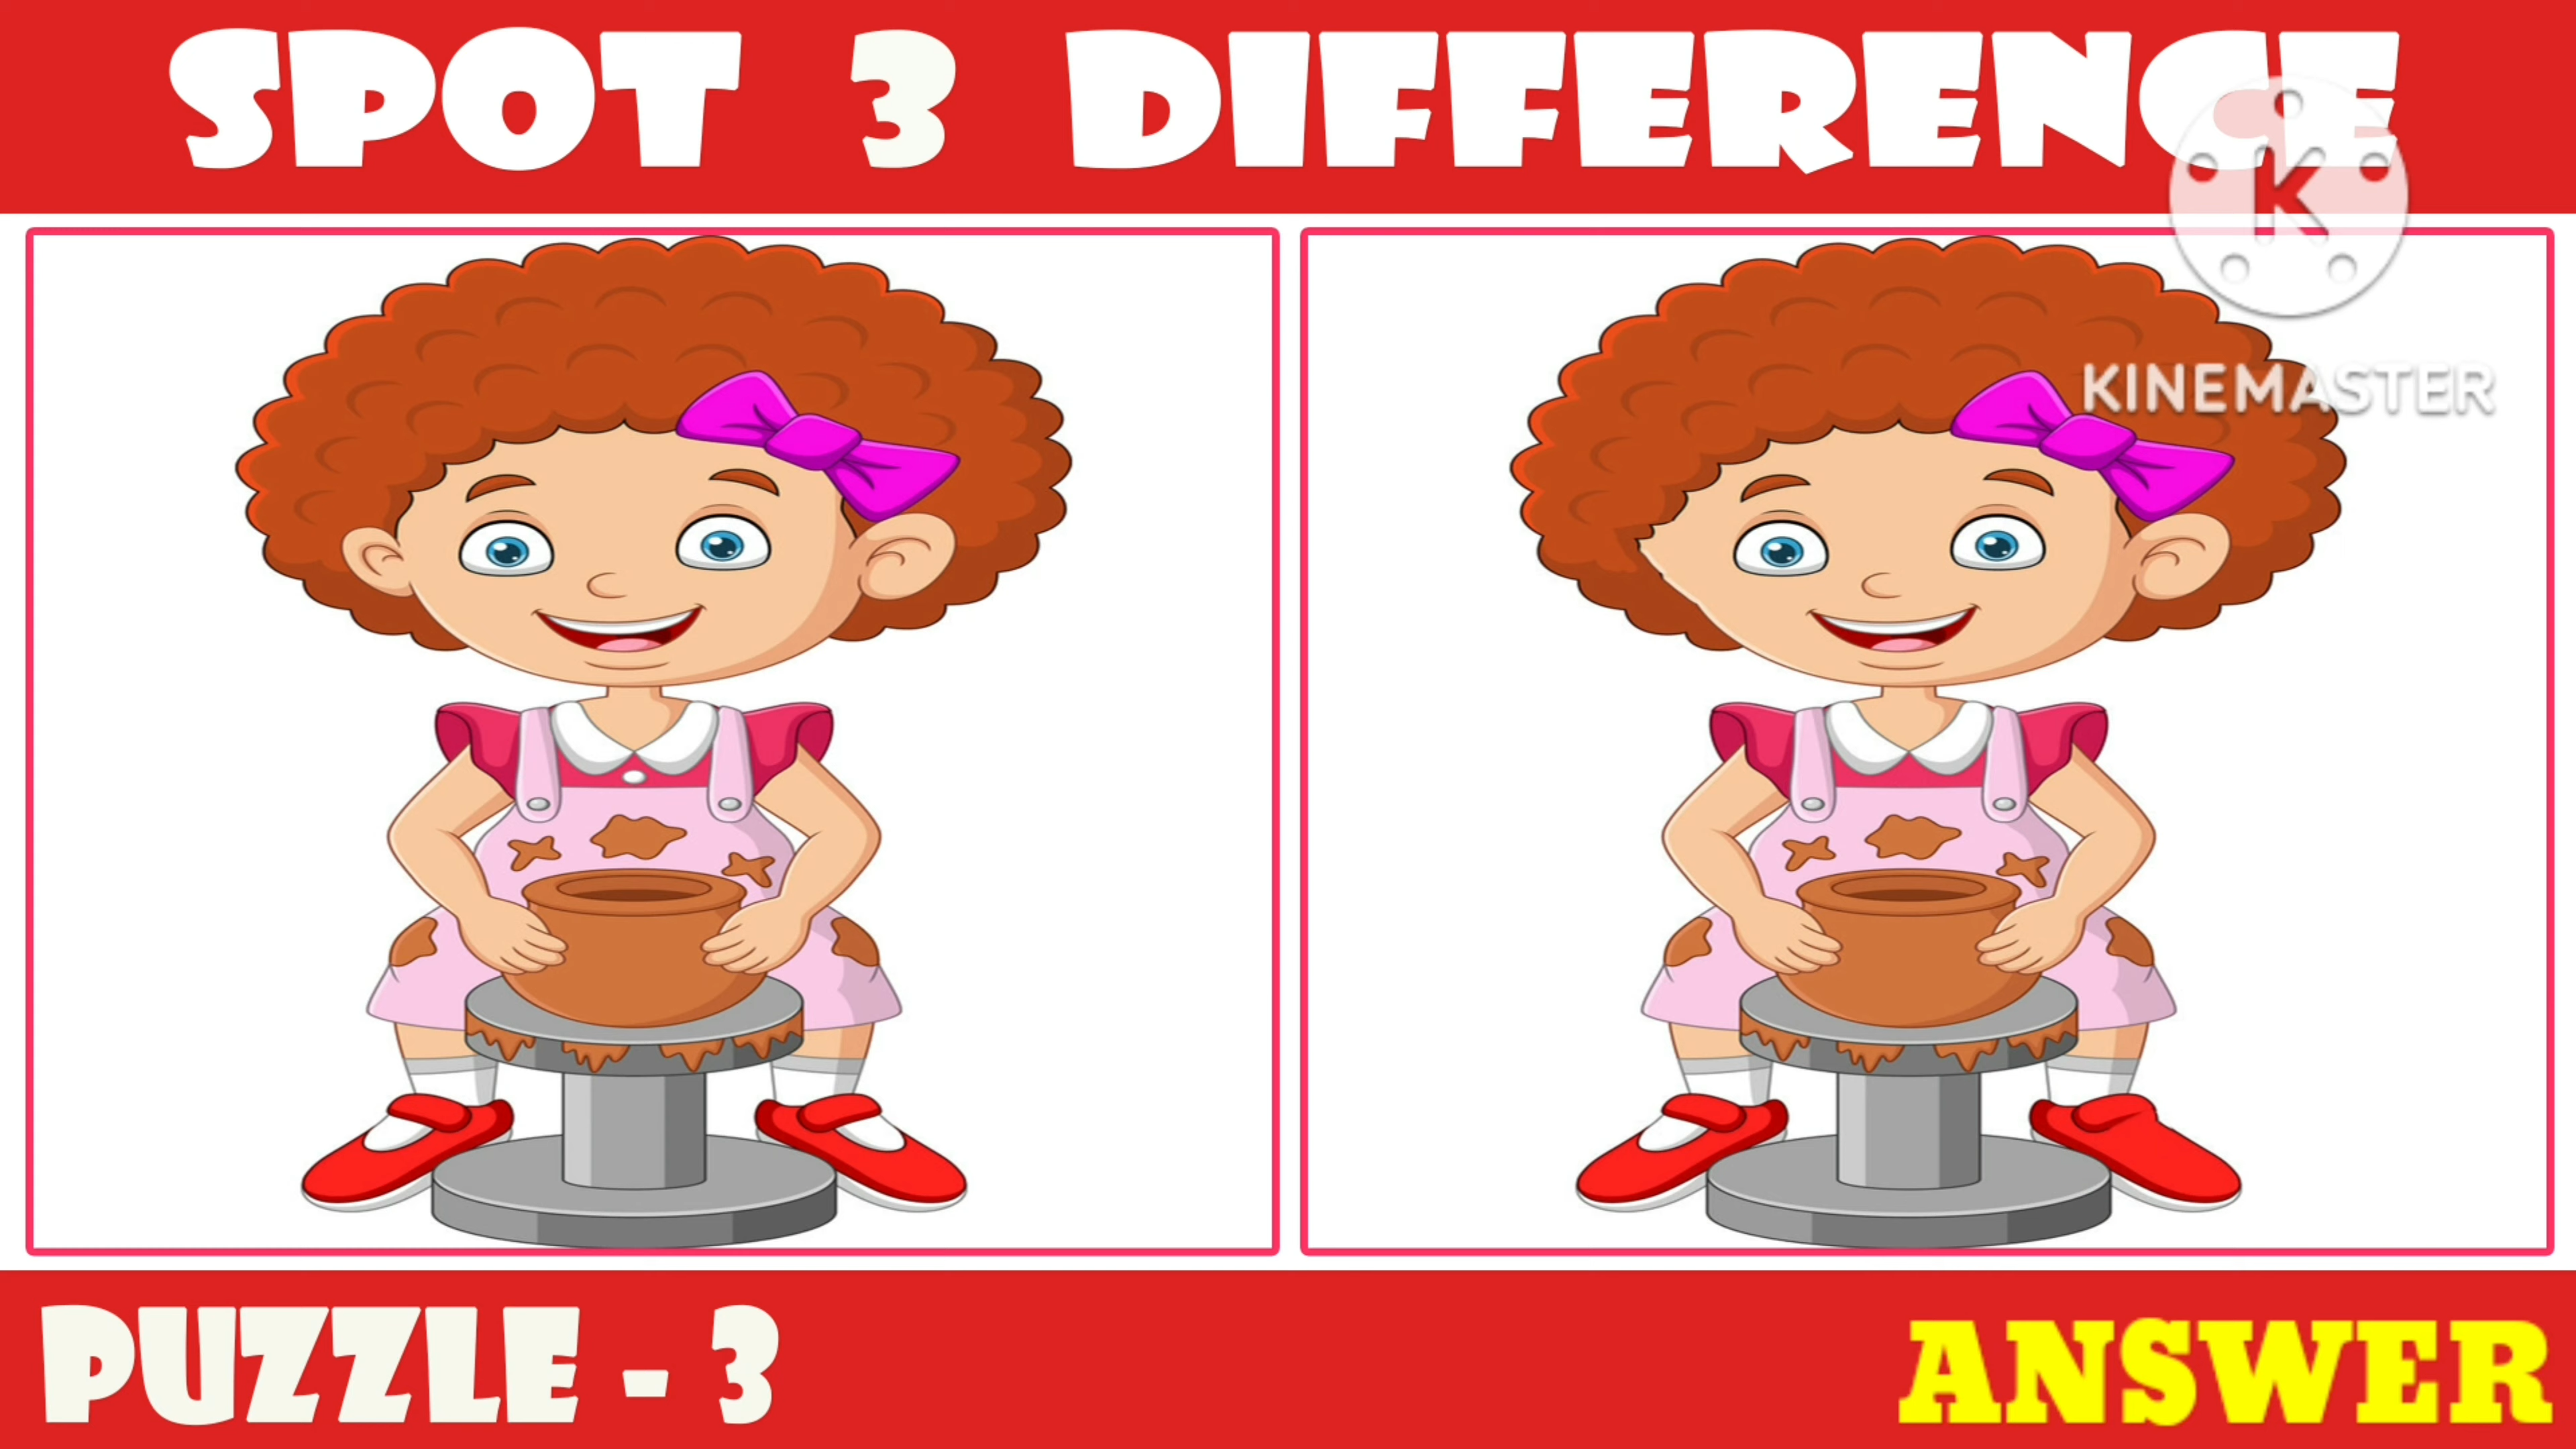 SPOT 3 DIFFERENCE
K
KINEMASTER
PUZZLE - 3
ANSWER